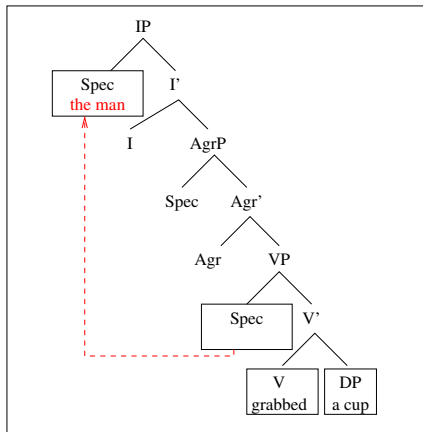 IP
Spec I'
the man
I AgrP
Spec Agr'
Agr VP
Spec V'
V DP
grabbed a cup